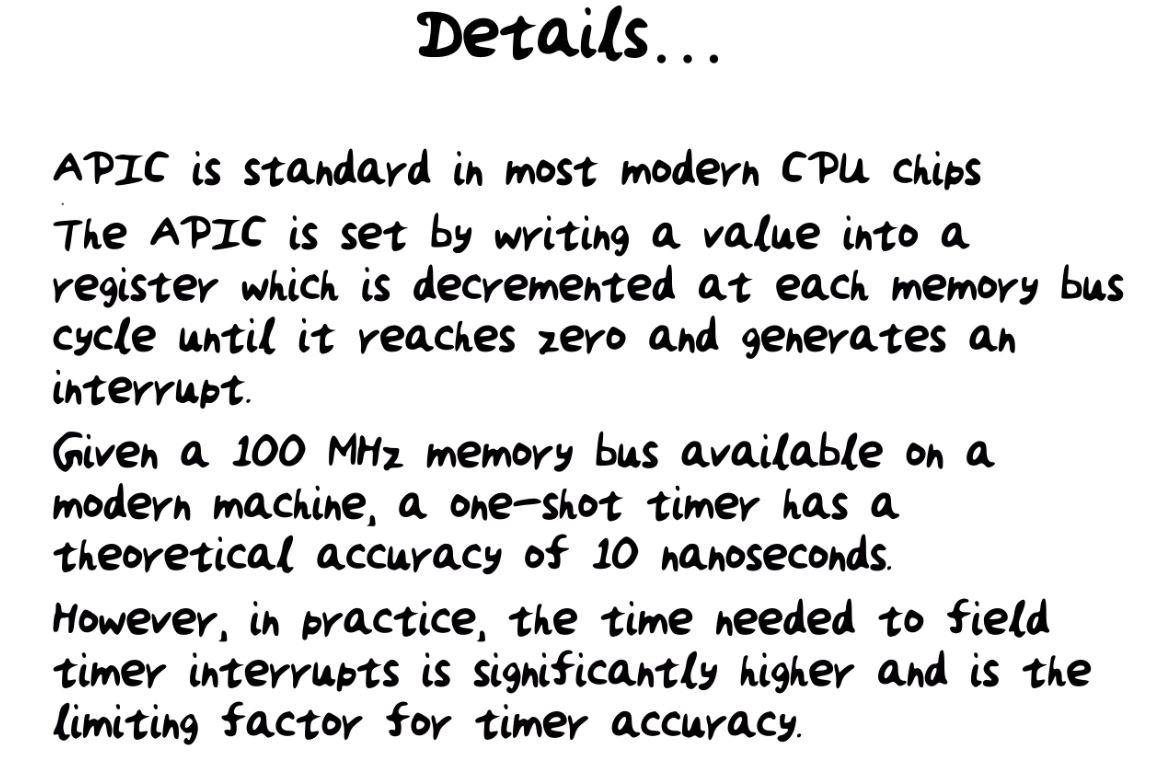 Details...
APIC is standard in most modern CPU chips
The APIC is set by writing a value into a
register which is decremented at each memory bus
cycle until it reaches zero and generates an
interrupt.
Given a 100 MHz memory bus available on a
modern machine, a one-shot timer has a
theoretical accuracy of 10 nanoseconds.
However, in practice, the time needed to field
timer interrupts is significantly higher and is the
limiting factor for timer accuracy.